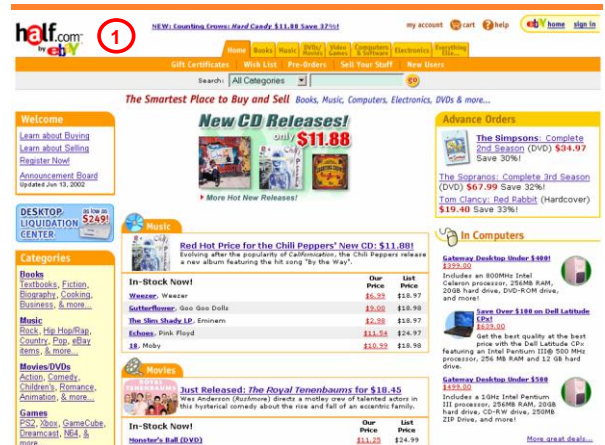 half.com
by ebY
1
NEW: Counting Crows: Hard Candy $11.88 Save 37%!
my account cart help ebY home sign in
Home Books Music DVDs/Movies Video Games Computers & Software Electronics Everything Else...
Gift Certificates Wish List Pre-Orders Sell Your Stuff New Users
Search: All Categories go
The Smartest Place to Buy and Sell Books, Music, Computers, Electronics, DVDs & more...
Welcome
Learn about Buying
Learn about Selling
Register Now!
Announcement Board
Updated Jun 13, 2002
DESKTOP
LIQUIDATION
CENTER
as low as
$249!
Categories
Books
Textbooks, Fiction,
Biography, Cooking,
Business, & more...
Music
Rock, Hip Hop/Rap,
Country, Pop, eBay
items, & more...
Movies/DVDs
Action, Comedy,
Children's, Romance,
Animation, & more...
Games
PS2, Xbox, GameCube,
Dreamcast, N64, &
more...
New CD Releases!
only $11.88
More Hot New Releases!
Music
Red Hot Price for the Chili Peppers' New CD: $11.88!
Evolving after the popularity of Californication, the Chili Peppers release
a new album featuring the hit song "By the Way".
In-Stock Now! Our Price List Price
Weezer, Weezer $6.99 $18.97
Gutterflower, Goo Goo Dolls $9.00 $18.98
The Slim Shady LP, Eminem $2.98 $18.97
Echoes, Pink Floyd $11.54 $24.97
18, Moby $10.99 $18.98
Movies
Just Released: The Royal Tenenbaums for $18.45
Wes Anderson (Rushmore) directs a motley crew of talented actors in
this hysterical comedy about the rise and fall of an eccentric family.
In-Stock Now! Our Price List Price
Monster's Ball (DVD) $11.25 $24.99
Advance Orders
The Simpsons: Complete
2nd Season (DVD) $34.97
Save 30%!
The Sopranos: Complete 3rd Season
(DVD) $67.99 Save 32%!
Tom Clancy: Red Rabbit (Hardcover)
$19.40 Save 33%!
In Computers
Gateway Desktop Under $400!
$399.00
Includes an 800MHz Intel
Celeron processor, 256MB RAM,
20GB hard drive, DVD-ROM drive,
and more!
Save Over $100 on Dell Latitude
CPx!
$639.00
Get the best quality at the best
price with the Dell Latitude CPx
featuring an Intel Pentium III® 500 MHz
processor, 256 MB RAM and 12 GB hard
drive.
Gateway Desktop Under $500
$499.00
Includes a 1GHz Intel Pentium
III processor, 256MB RAM, 20GB
hard drive, CD-RW drive, 250MB
ZIP Drive, and more!
More great deals...